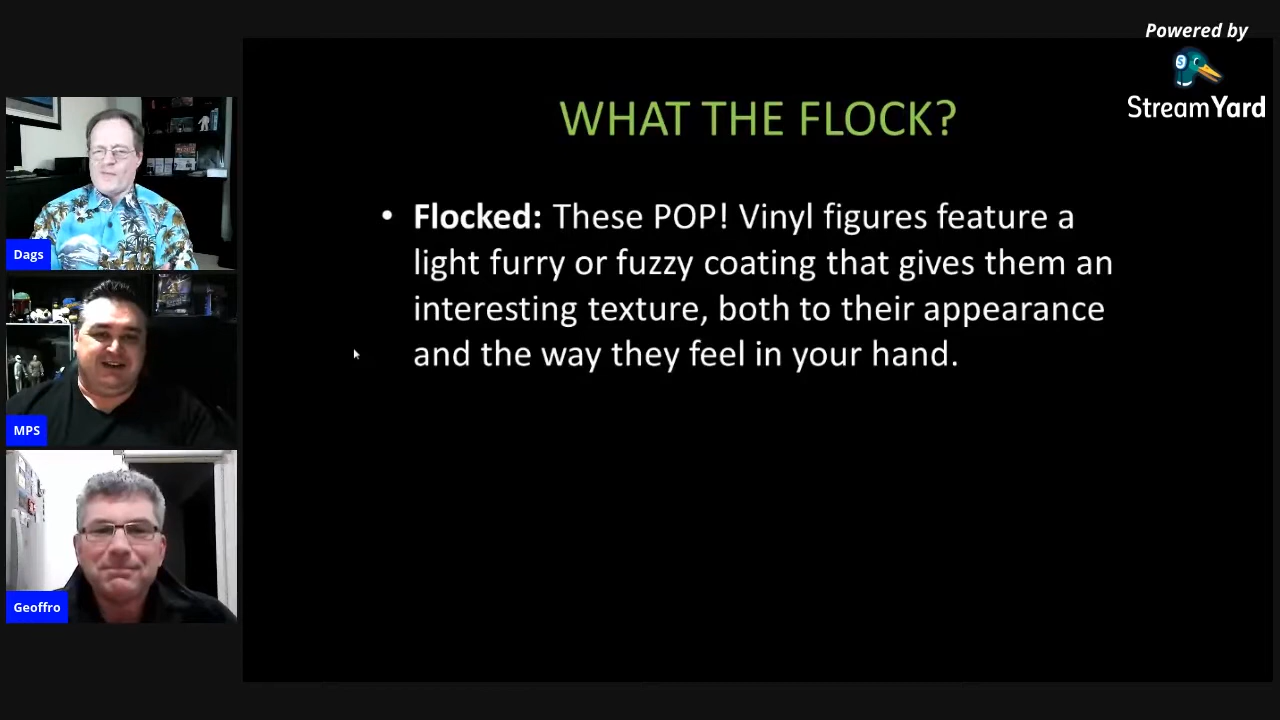 Powered by
StreamYard
WHAT THE FLOCK?
• Flocked: These POP! Vinyl figures feature a
light furry or fuzzy coating that gives them an
interesting texture, both to their appearance
and the way they feel in your hand.
Dags
MPS
Geoffro